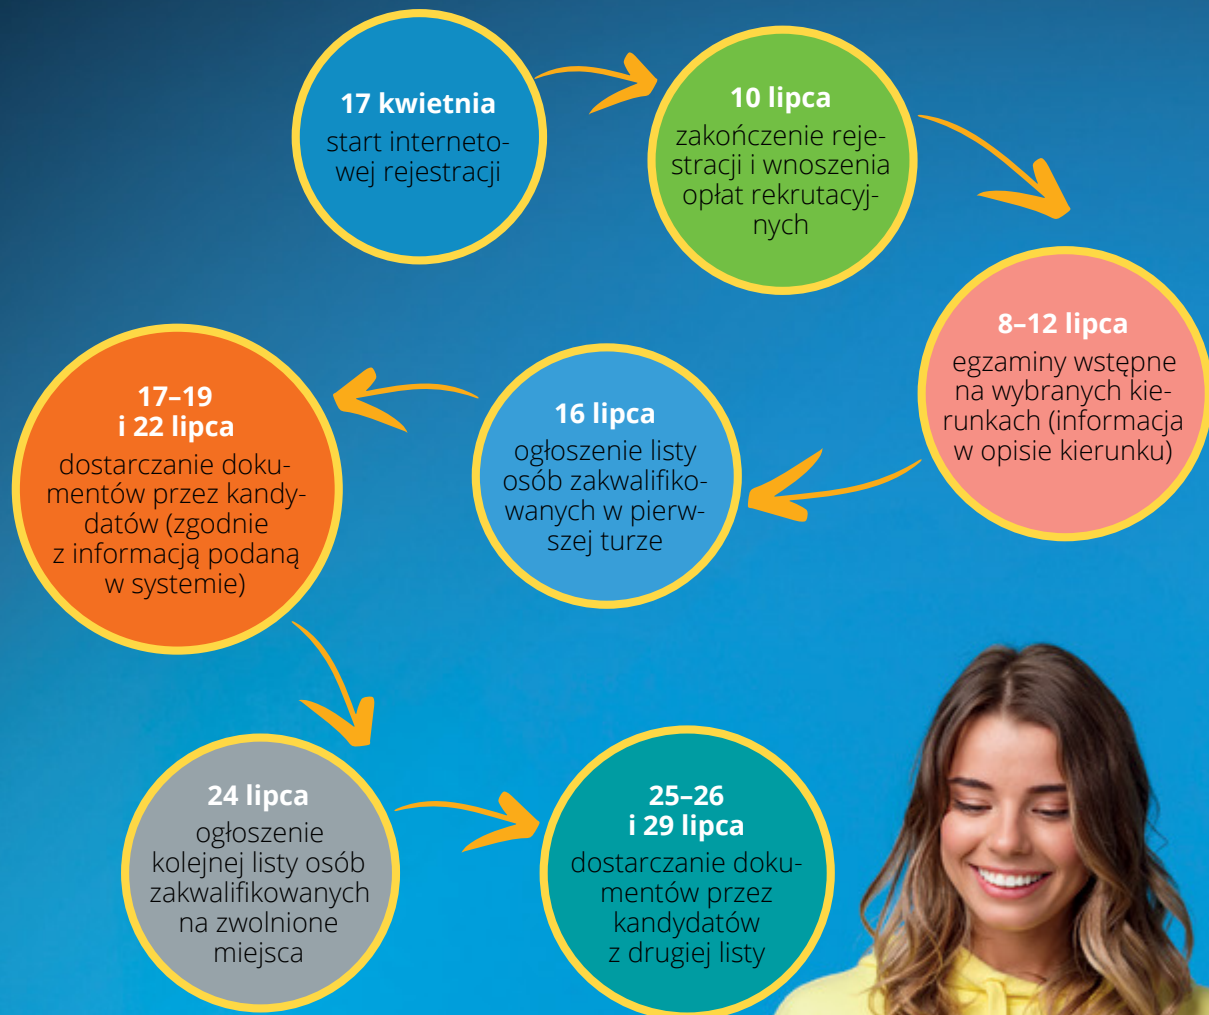 17 kwietnia
start interneto-
wej rejestracji
10 lipca
zakończenie reje-
stracji i wnoszenia
opłat rekrutacyj-
nych
8–12 lipca
egzaminy wstępne
na wybranych kie-
runkach (informacja
w opisie kierunku)
16 lipca
ogłoszenie listy
osób zakwalifiko-
wanych w pierw-
szej turze
17–19
i 22 lipca
dostarczanie doku-
mentów przez kandy-
datów (zgodnie
z informacją podaną
w systemie)
24 lipca
ogłoszenie
kolejnej listy osób
zakwalifikowanych
na zwolnione
miejsca
25–26
i 29 lipca
dostarczanie doku-
mentów przez
kandydatów
z drugiej listy